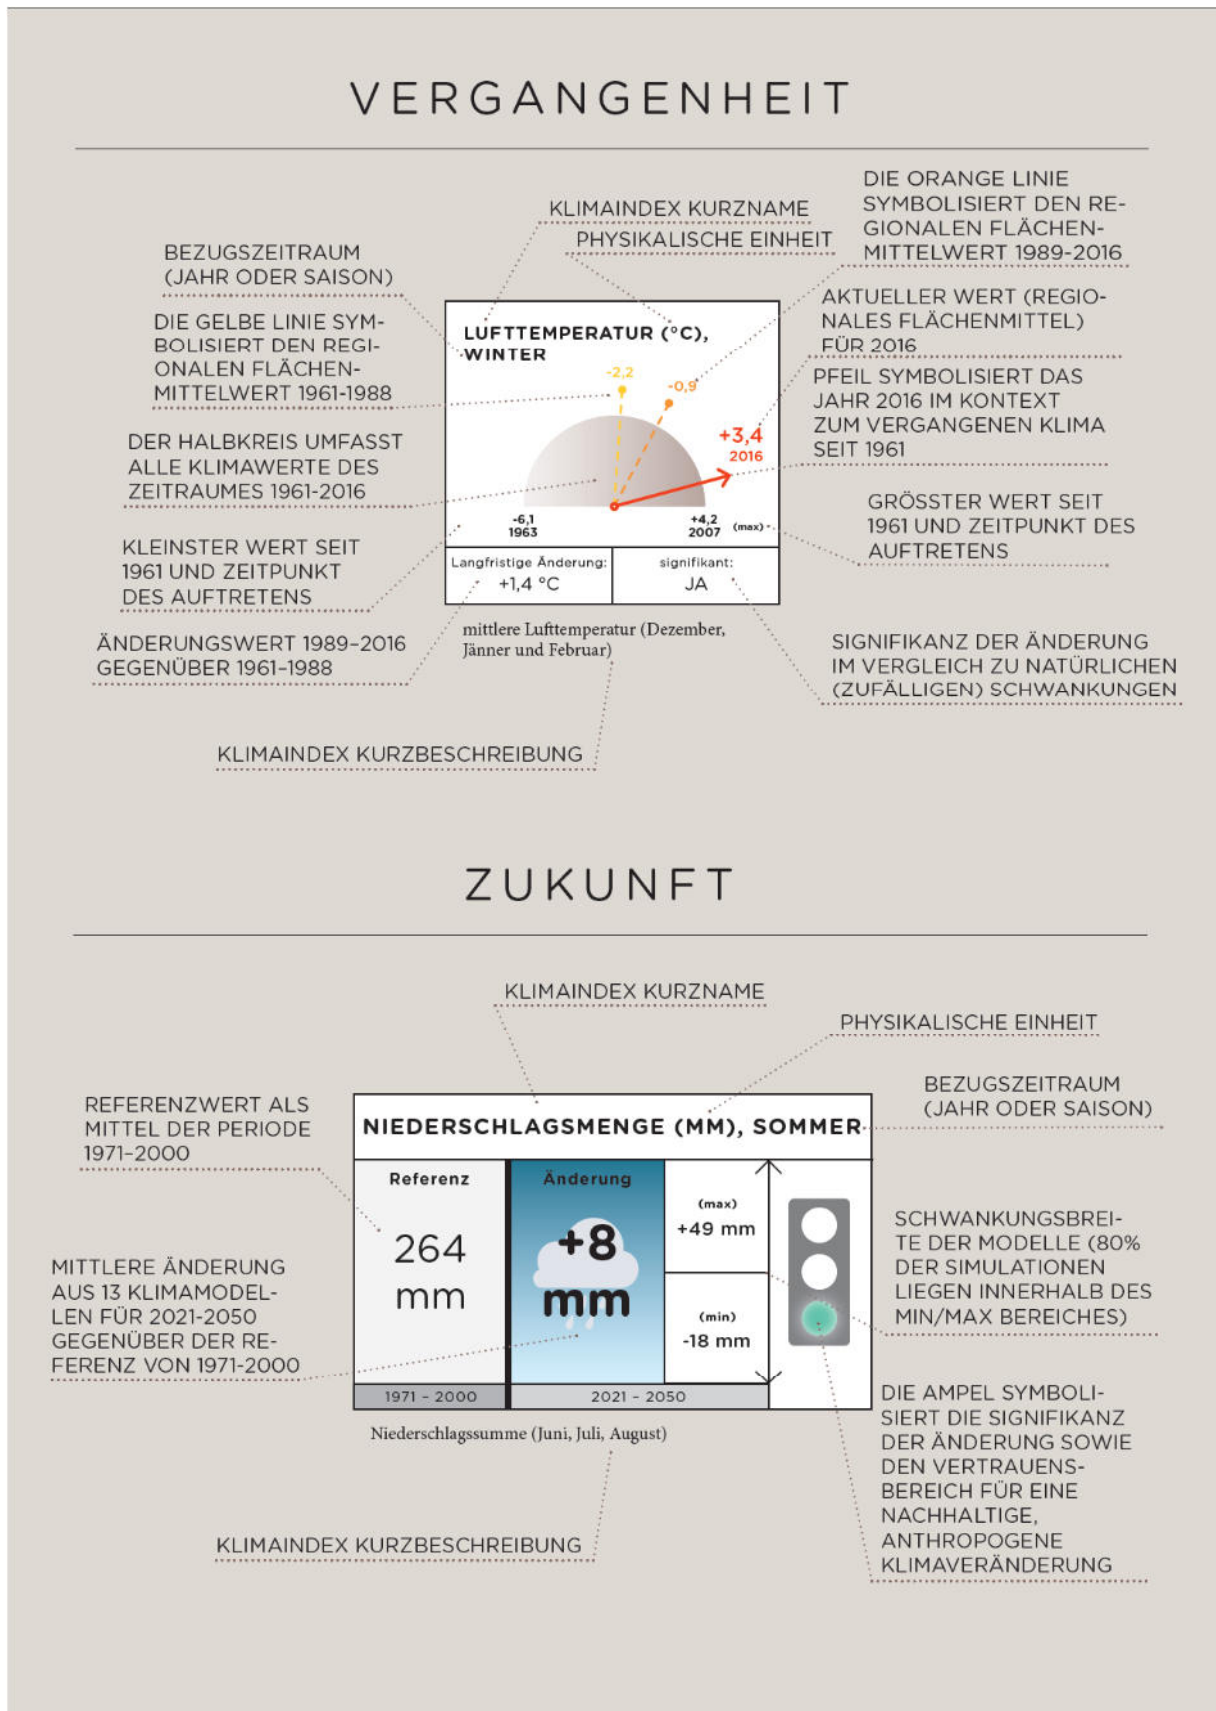 VERGANGENHEIT
KLIMAINDEX KURZNAME
PHYSIKALISCHE EINHEIT
DIE ORANGE LINIE
SYMBOLISIERT DEN RE-
GIONALEN FLÄCHEN-
MITTELWERT 1989-2016
BEZUGSZEITRAUM
(JAHR ODER SAISON)
AKTUELLER WERT (REGIO-
NALES FLÄCHENMITTEL)
FÜR 2016
DIE GELBE LINIE SYM-
BOLISIERT DEN REGI-
ONALEN FLÄCHEN-
MITTELWERT 1961-1988
PFEIL SYMBOLISIERT DAS
JAHR 2016 IM KONTEXT
ZUM VERGANGENEN KLIMA
SEIT 1961
DER HALBKREIS UMFASST
ALLE KLIMAWERTE DES
ZEITRAUMES 1961-2016
GRÖSSTER WERT SEIT
1961 UND ZEITPUNKT DES
AUFTRETENS
KLEINSTER WERT SEIT
1961 UND ZEITPUNKT
DES AUFTRETENS
ÄNDERUNGSWERT 1989–2016
GEGENÜBER 1961–1988
SIGNIFIKANZ DER ÄNDERUNG
IM VERGLEICH ZU NATÜRLICHEN
(ZUFÄLLIGEN) SCHWANKUNGEN
LUFTTEMPERATUR (°C),
WINTER
-2,2
-0,9
+3,4
2016
-6,1
1963
+4,2
2007
(max)
Langfristige Änderung:
+1,4 °C
signifikant:
JA
mittlere Lufttemperatur (Dezember,
Jänner und Februar)
KLIMAINDEX KURZBESCHREIBUNG
ZUKUNFT
KLIMAINDEX KURZNAME
PHYSIKALISCHE EINHEIT
BEZUGSZEITRAUM
(JAHR ODER SAISON)
REFERENZWERT ALS
MITTEL DER PERIODE
1971–2000
MITTLERE ÄNDERUNG
AUS 13 KLIMAMODEL-
LEN FÜR 2021-2050
GEGENÜBER DER RE-
FERENZ VON 1971-2000
NIEDERSCHLAGSMENGE (MM), SOMMER
Referenz
264
mm
1971 – 2000
Änderung
+8
mm
(max)
+49 mm
(min)
-18 mm
2021 – 2050
SCHWANKUNGSBREI-
TE DER MODELLE (80%
DER SIMULATIONEN
LIEGEN INNERHALB DES
MIN/MAX BEREICHES)
DIE AMPEL SYMBOLI-
SIERT DIE SIGNIFIKANZ
DER ÄNDERUNG SOWIE
DEN VERTRAUENS-
BEREICH FÜR EINE
NACHHALTIGE,
ANTHROPOGENE
KLIMAVERÄNDERUNG
Niederschlagssumme (Juni, Juli, August)
KLIMAINDEX KURZBESCHREIBUNG